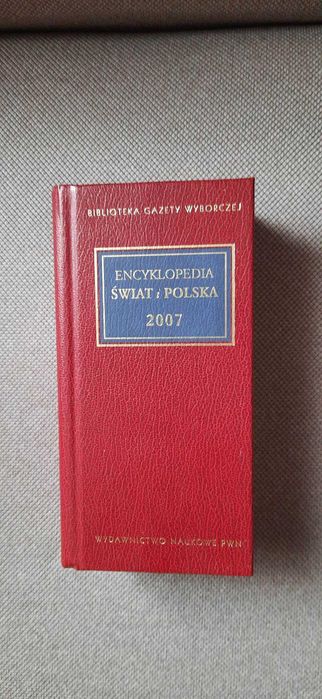 BIBLIOTEKA GAZETY WYBORCZEJ
ENCYKLOPEDIA
ŚWIAT i POLSKA
2007
WYDAWNICTWO NAUKOWE PWN